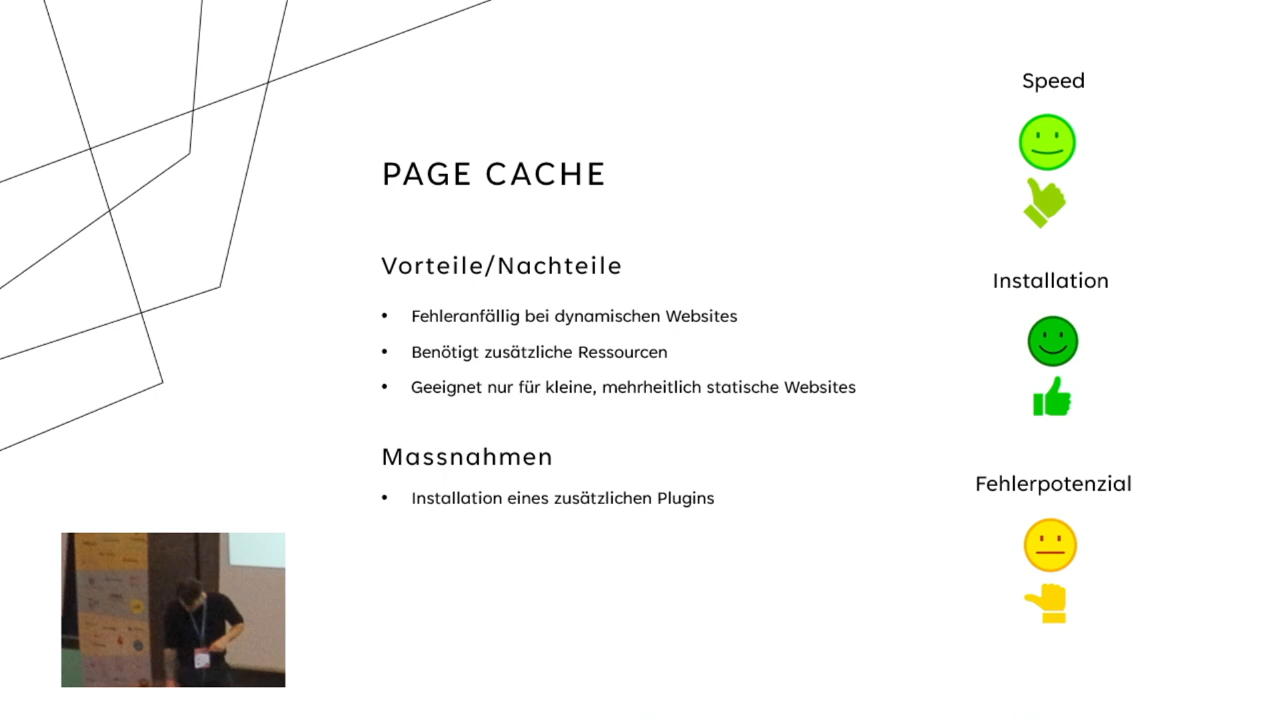 PAGE CACHE
Vorteile/Nachteile
• Fehleranfällig bei dynamischen Websites
• Benötigt zusätzliche Ressourcen
• Geeignet nur für kleine, mehrheitlich statische Websites
Massnahmen
• Installation eines zusätzlichen Plugins
Speed
Installation
Fehlerpotenzial